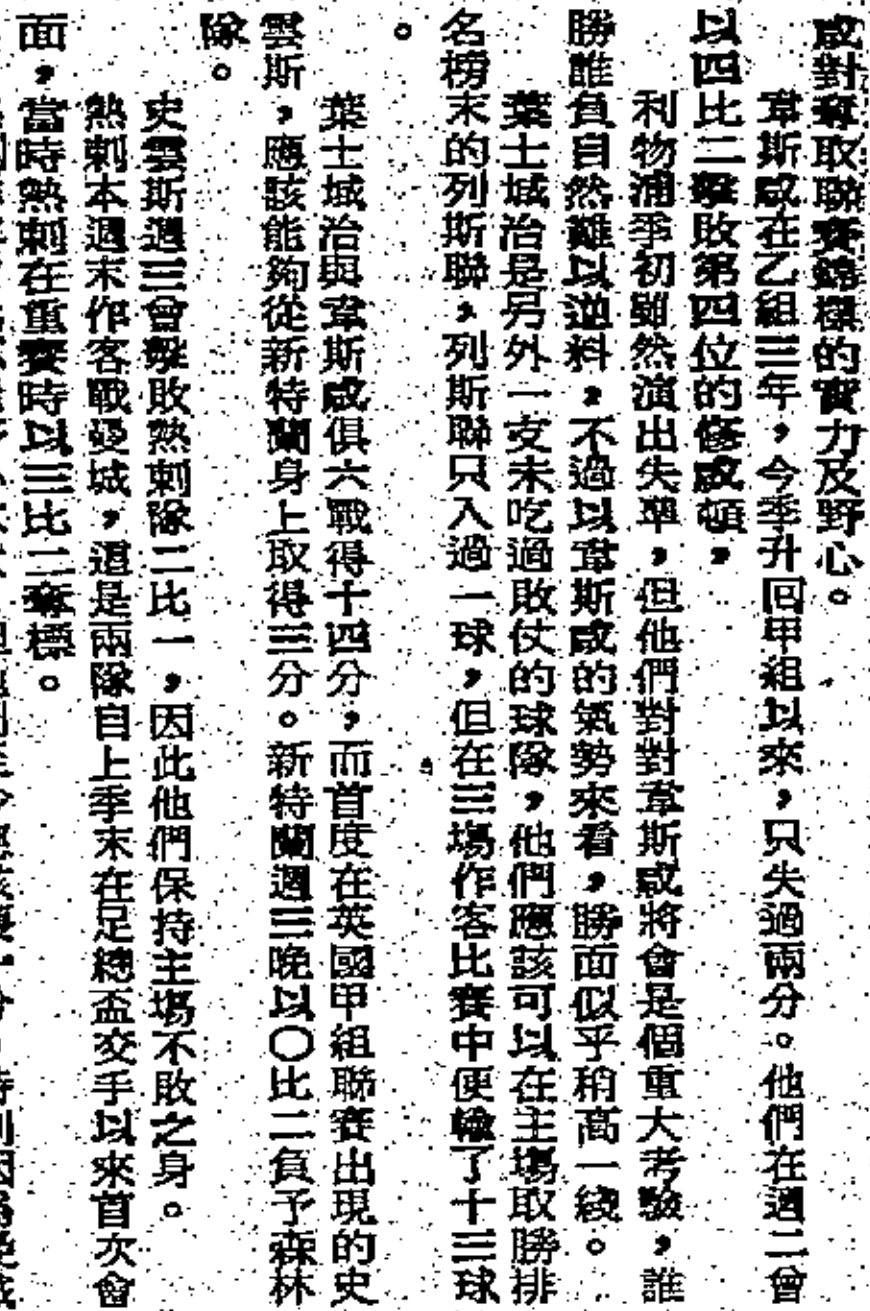 咸對奪取聯賽錦標的實力及野心。
韋斯咸在乙組三年，今季升回甲組以來，只失過兩分。他們在週二曾
以四比二擊敗第四位的修咸頓，
利物浦季初雖然演出失準，但他們對對韋斯咸將會是個重大考驗，誰
勝誰負自然難以逆料，不過以韋斯咸的氣勢來看，勝面似乎稍高一綫。
葉士域治是另外一支未吃過敗仗的球隊，他們應該可以在主場取勝排
名榜末的列斯聯，列斯聯只入過一球，但在三場作客比賽中便輸了十三球
。
葉士域治與韋斯咸俱六戰得十四分，而首度在英國甲組聯賽出現的史
雲斯，應該能夠從新特蘭身上取得三分。新特蘭週三晚以〇比二負予森林
隊。
史雲斯週三曾擊敗熱刺隊二比一，因此他們保持主場不敗之身。
熱刺本週末作客戰曼城，這是兩隊自上季末在足總盃交手以來首次會
面，當時熱刺在重賽時以三比二奪標。